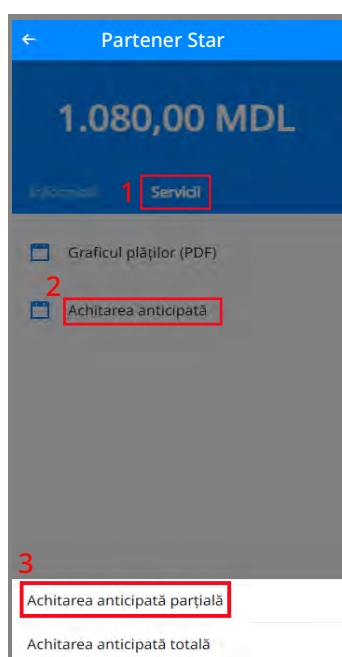 ← Partener Star
1.080,00 MDL
Informații 1 Servicii
Graficul plăților (PDF)
2
Achitarea anticipată
3
Achitarea anticipată parțială
Achitarea anticipată totală